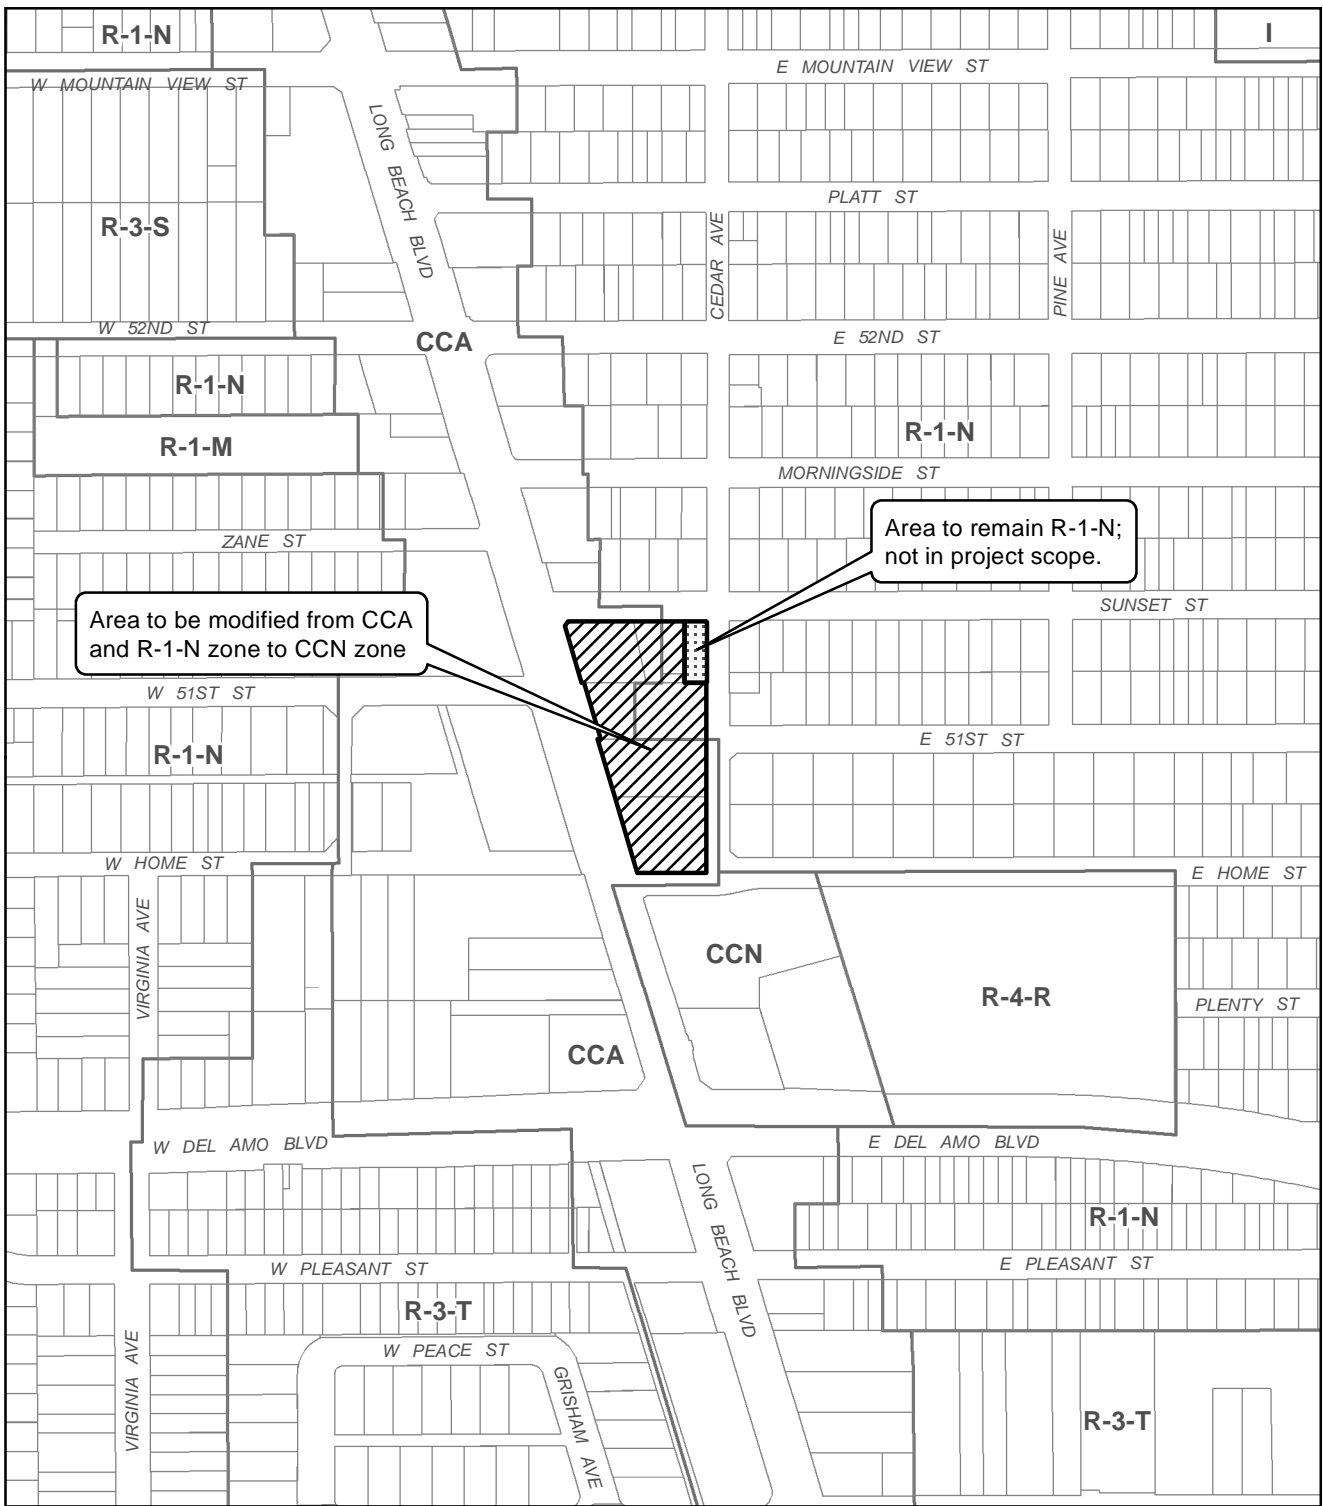 R-1-N
I
E MOUNTAIN VIEW ST
W MOUNTAIN VIEW ST
LONG BEACH BLVD
PLATT ST
R-3-S
CEDAR AVE
PINE AVE
W 52ND ST
CCA
E 52ND ST
R-1-N
R-1-N
R-1-M
MORNINGSIDE ST
Area to remain R-1-N;
not in project scope.
ZANE ST
SUNSET ST
Area to be modified from CCA
and R-1-N zone to CCN zone
W 51ST ST
E 51ST ST
R-1-N
W HOME ST
E HOME ST
VIRGINIA AVE
CCN
R-4-R
PLENTY ST
CCA
W DEL AMO BLVD
E DEL AMO BLVD
LONG BEACH BLVD
R-1-N
W PLEASANT ST
E PLEASANT ST
R-3-T
VIRGINIA AVE
W PEACE ST
GRISHAM AVE
R-3-T